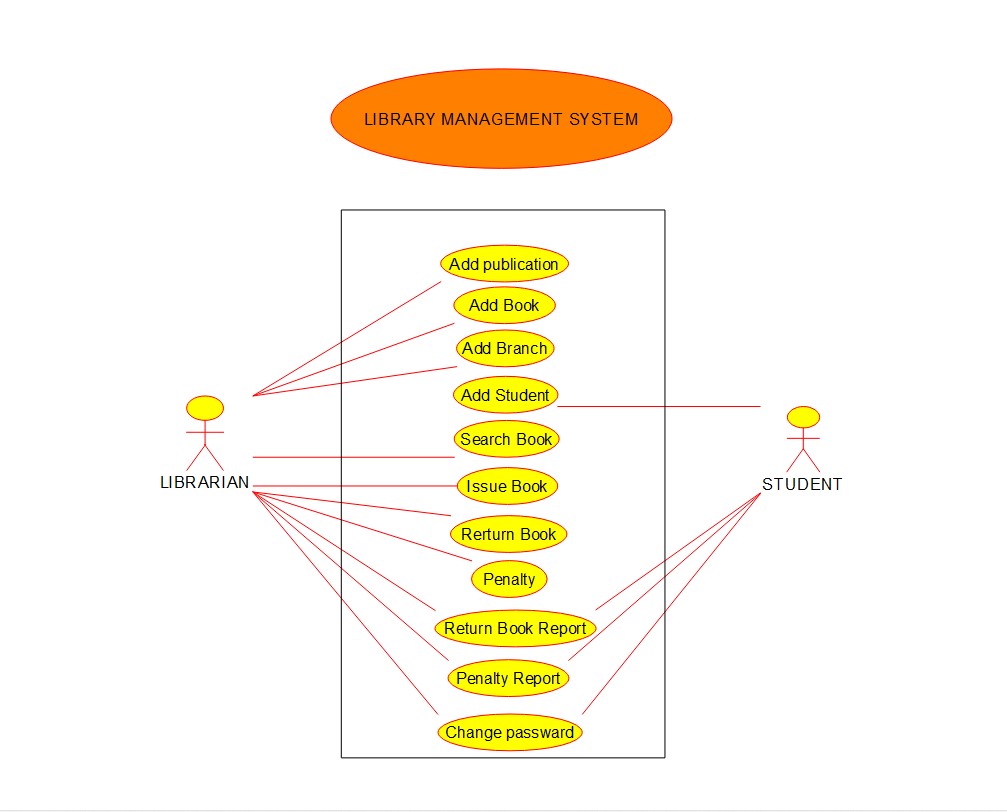 LIBRARY MANAGEMENT SYSTEM
Add publication
Add Book
Add Branch
Add Student
Search Book
LIBRARIAN
STUDENT
Issue Book
Rerturn Book
Penalty
Return Book Report
Penalty Report
Change passward